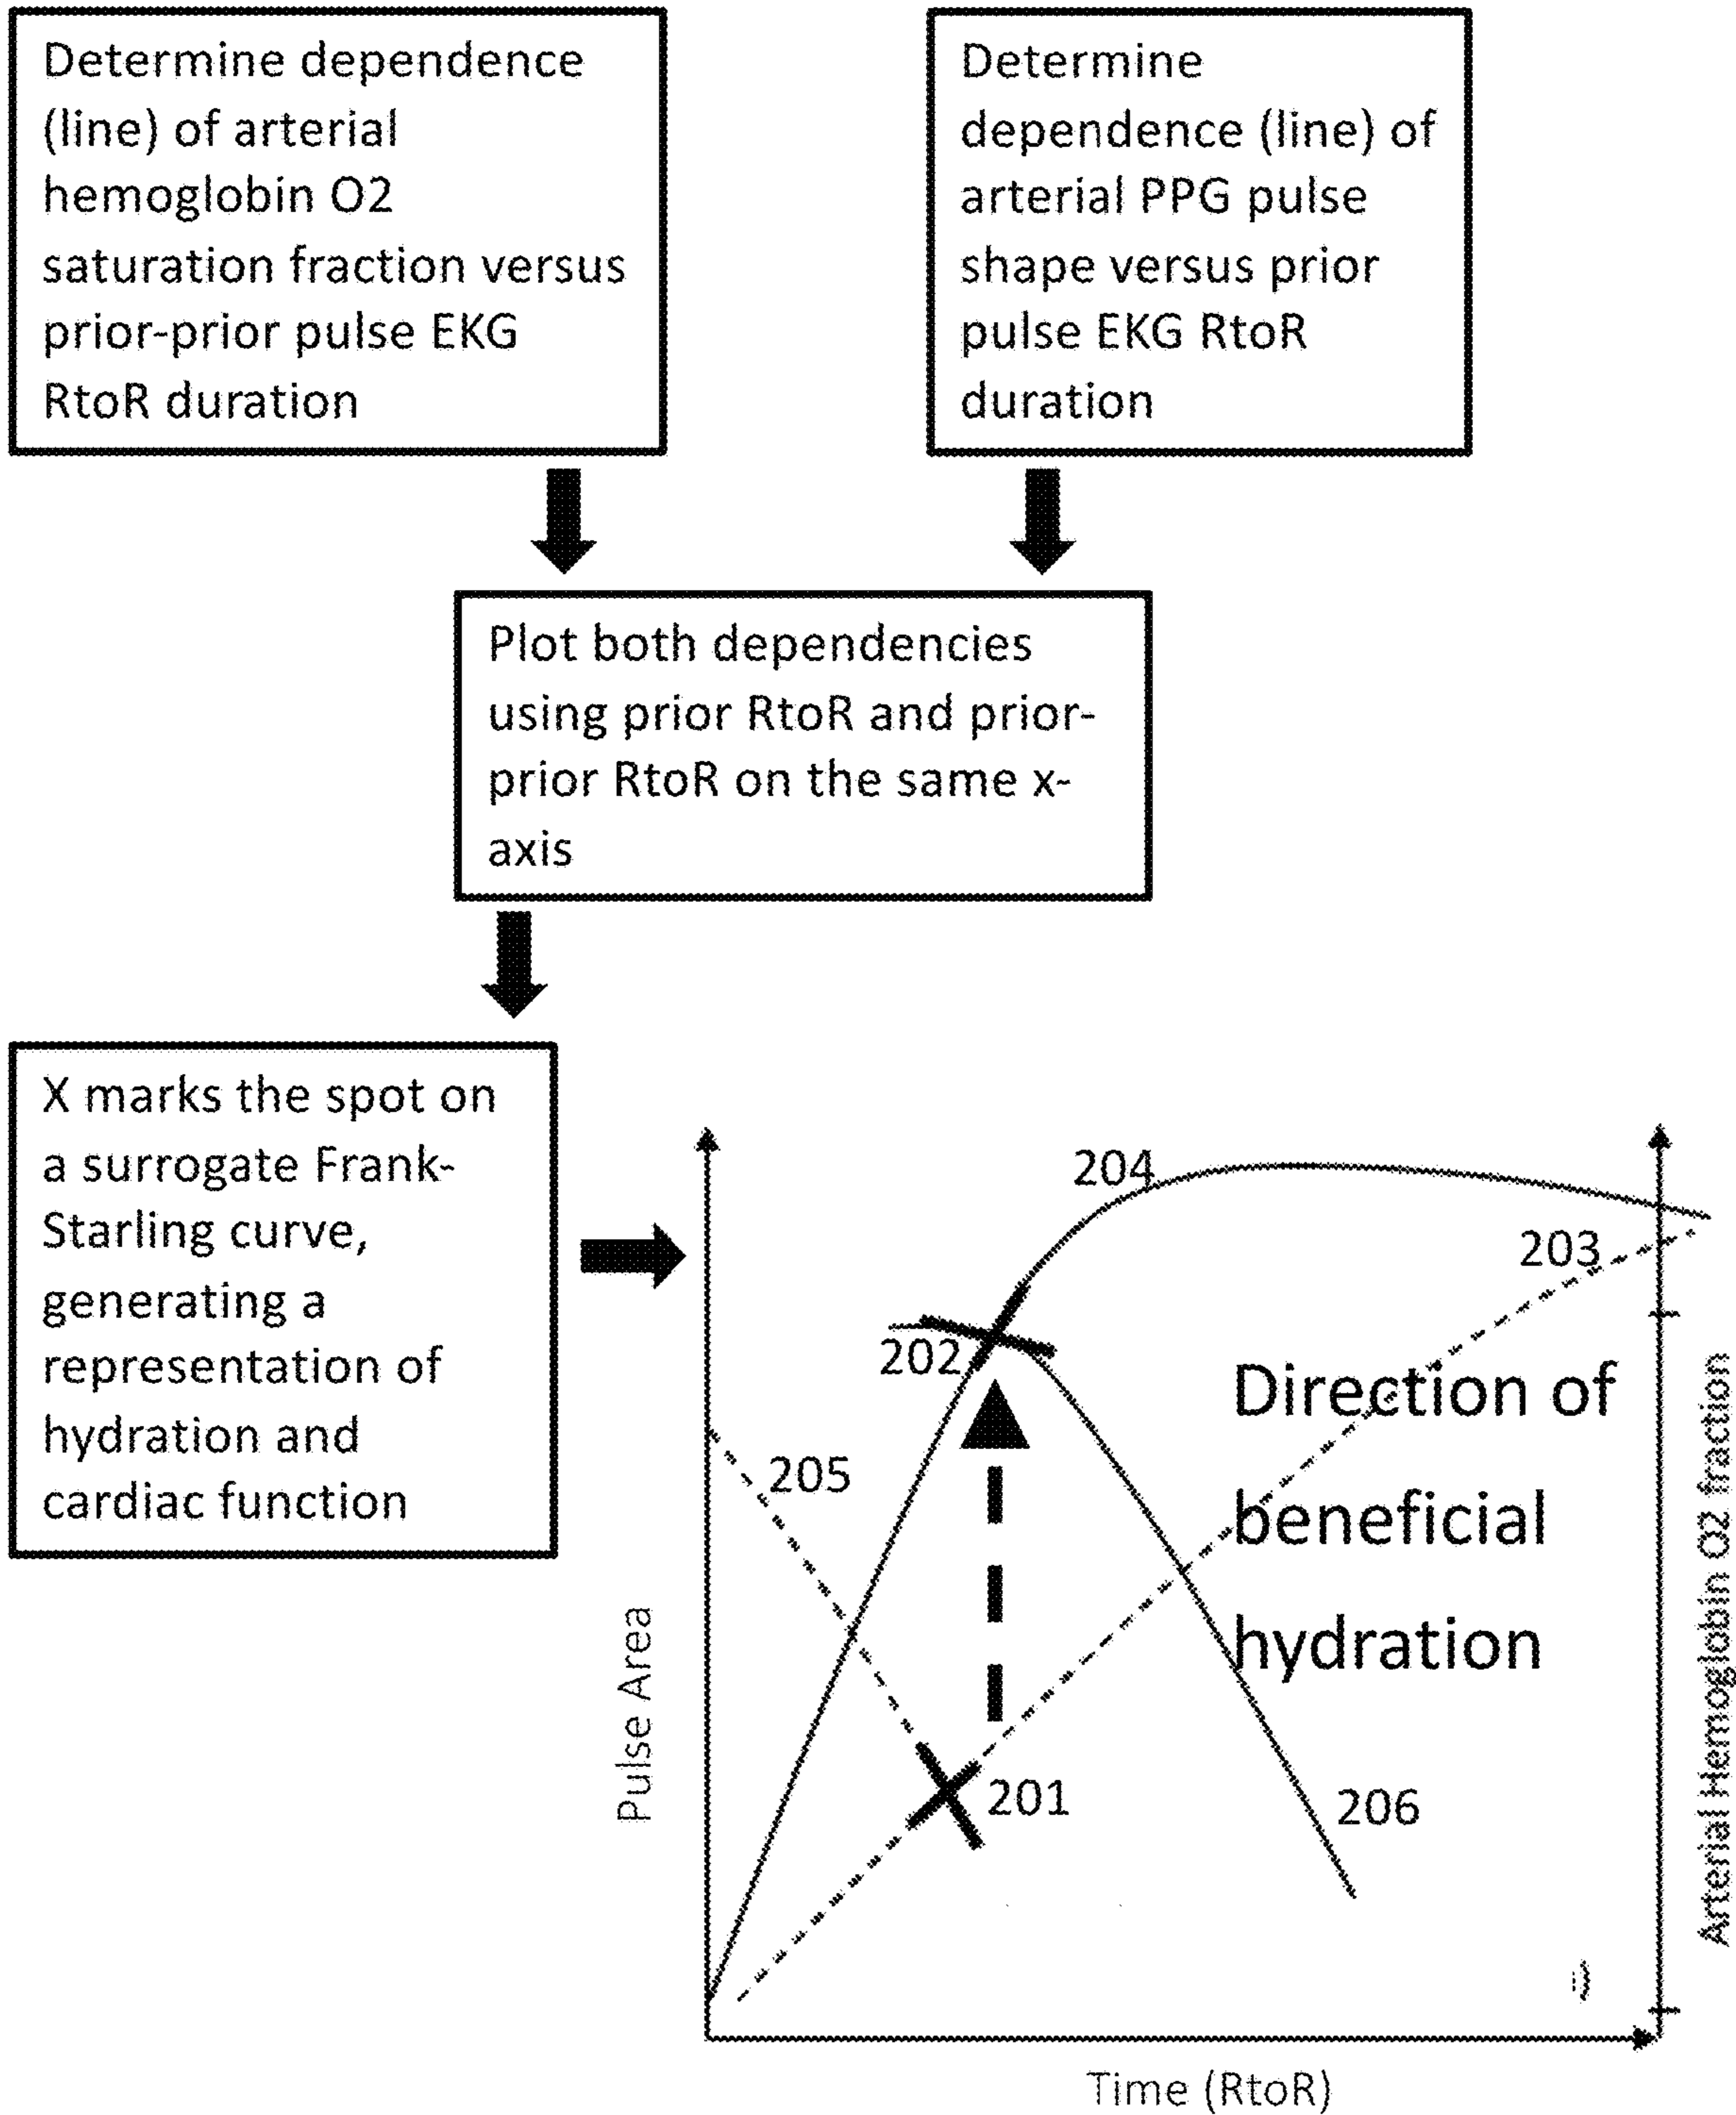 Determine dependence
(line) of arterial
hemoglobin O2
saturation fraction versus
prior-prior pulse EKG
RtoR duration
Determine
dependence (line) of
arterial PPG pulse
shape versus prior
pulse EKG RtoR
duration
Plot both dependencies
using prior RtoR and prior-
prior RtoR on the same x-
axis
X marks the spot on
a surrogate Frank-
Starling curve,
generating a
representation of
hydration and
cardiac function
204
203
202
Direction of
beneficial
hydration
205
201
206
Pulse Area
Arterial Hemoglobin O2 fraction
Time (RtoR)